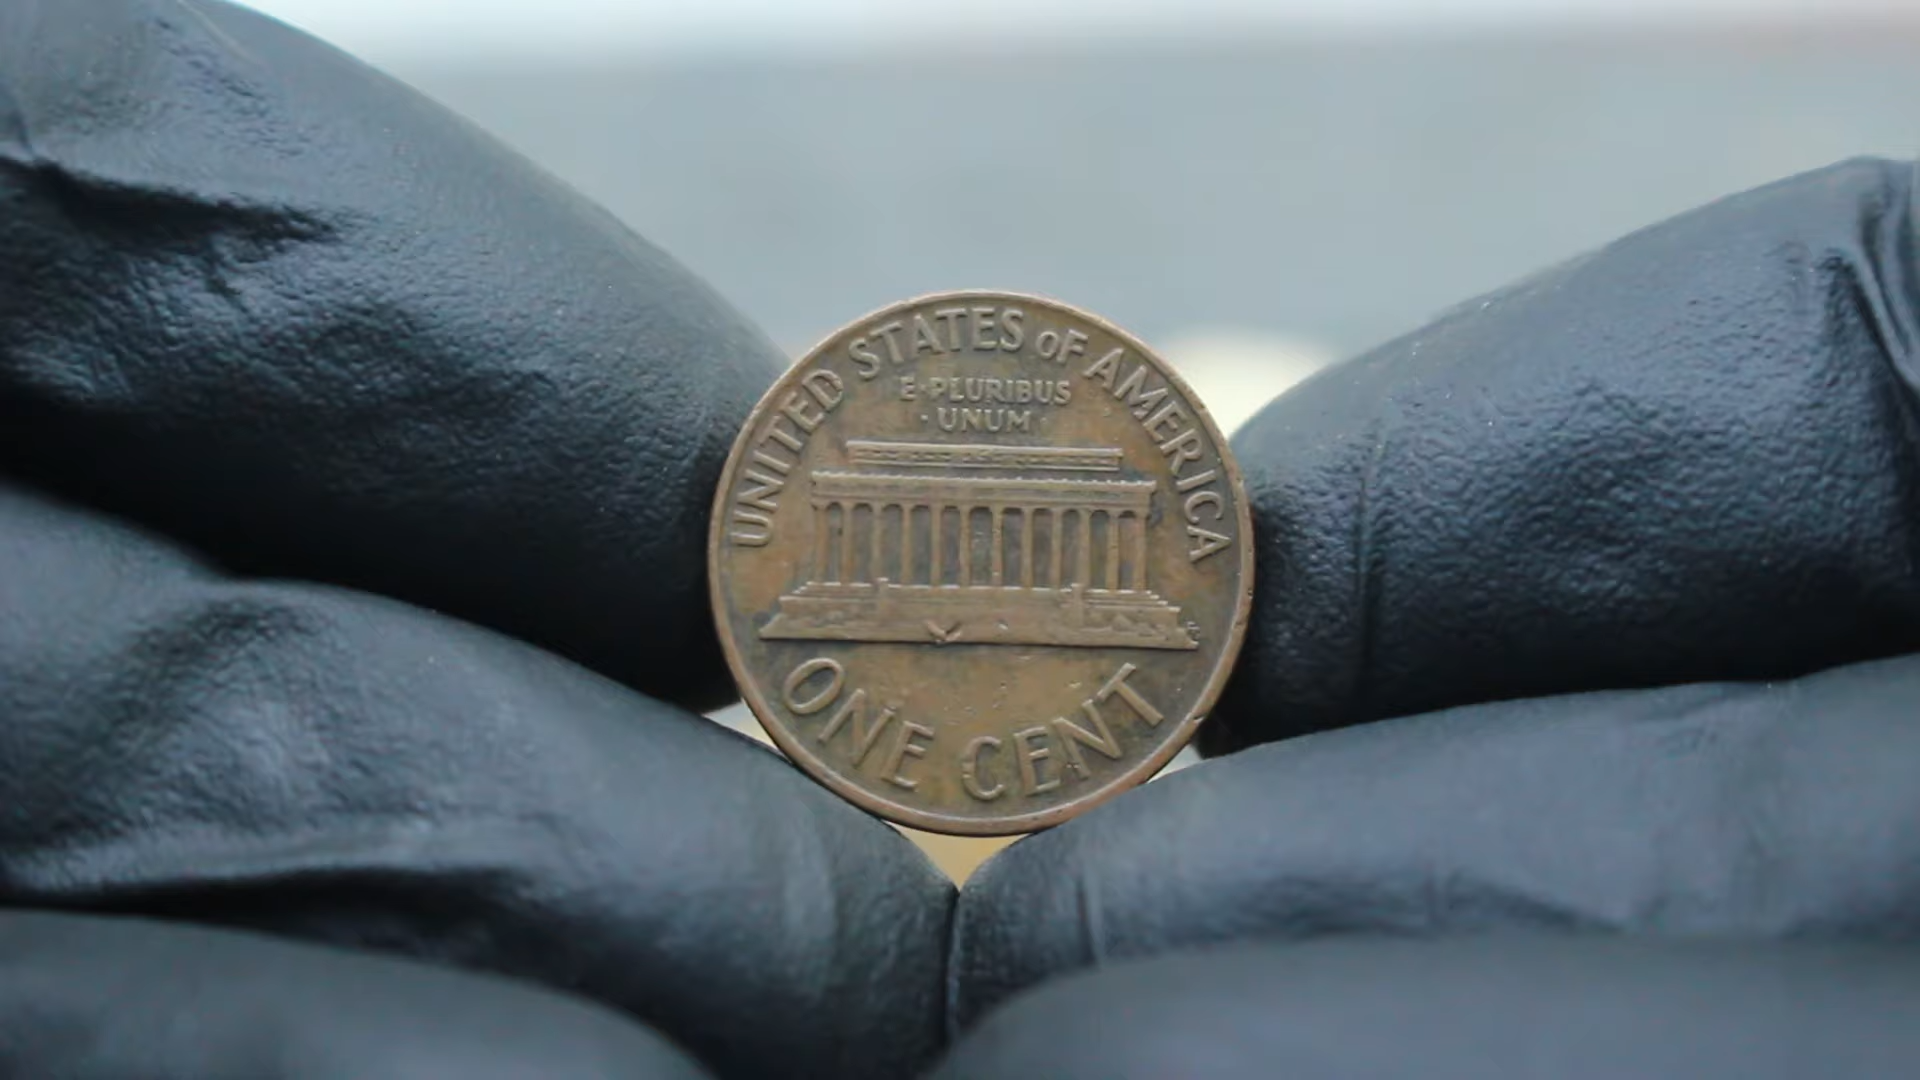 UNITED STATES oF AMERICA
E·PLURIBUS
·UNUM·
ONE CENT